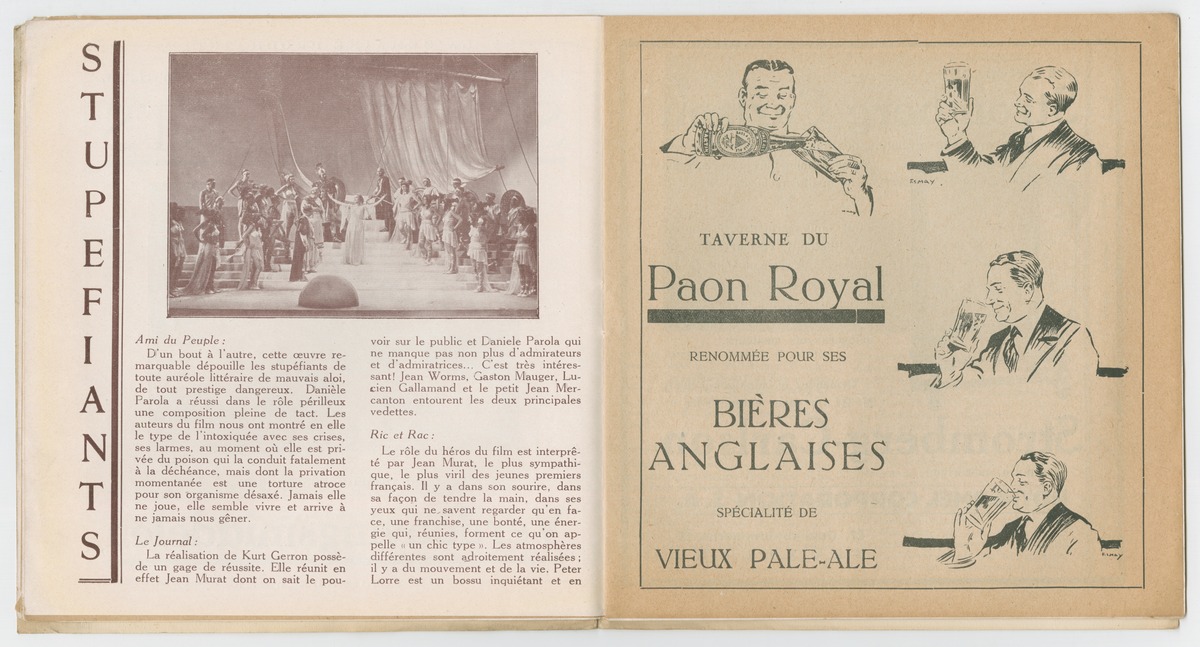 STUPEFIANTS
Ami du Peuple :
D'un bout à l'autre, cette œuvre re-
marquable dépouille les stupéfiants de
toute auréole littéraire de mauvais aloi,
de tout prestige dangereux. Danièle
Parola a réussi dans le rôle périlleux
une composition pleine de tact. Les
auteurs du film nous ont montré en elle
le type de l'intoxiquée avec ses crises,
ses larmes, au moment où elle est pri-
vée du poison qui la conduit fatalement
à la déchéance, mais dont la privation
momentanée est une torture atroce
pour son organisme désaxé. Jamais elle
ne joue, elle semble vivre et arrive à
ne jamais nous gêner.
Le Journal :
La réalisation de Kurt Gerron possè-
de un gage de réussite. Elle réunit en
effet Jean Murat dont on sait le pou-
voir sur le public et Daniele Parola qui
ne manque pas non plus d'admirateurs
et d'admiratrices... C'est très intéres-
sant! Jean Worms, Gaston Mauger, Lu-
cien Gallamand et le petit Jean Mer-
canton entourent les deux principales
vedettes.
Ric et Rac :
Le rôle du héros du film est interprê-
té par Jean Murat, le plus sympathi-
que, le plus viril des jeunes premiers
français. Il y a dans son sourire, dans
sa façon de tendre la main, dans ses
yeux qui ne savent regarder qu'en fa-
ce, une franchise, une bonté, une éner-
gie qui, réunies, forment ce qu'on ap-
pelle « un chic type ». Les atmosphères
différentes sont adroitement réalisées ;
il y a du mouvement et de la vie. Peter
Lorre est un bossu inquiétant et en
TAVERNE DU
Paon Royal
RENOMMÉE POUR SES
BIÈRES
ANGLAISES
SPÉCIALITÉ DE
VIEUX PALE-ALE